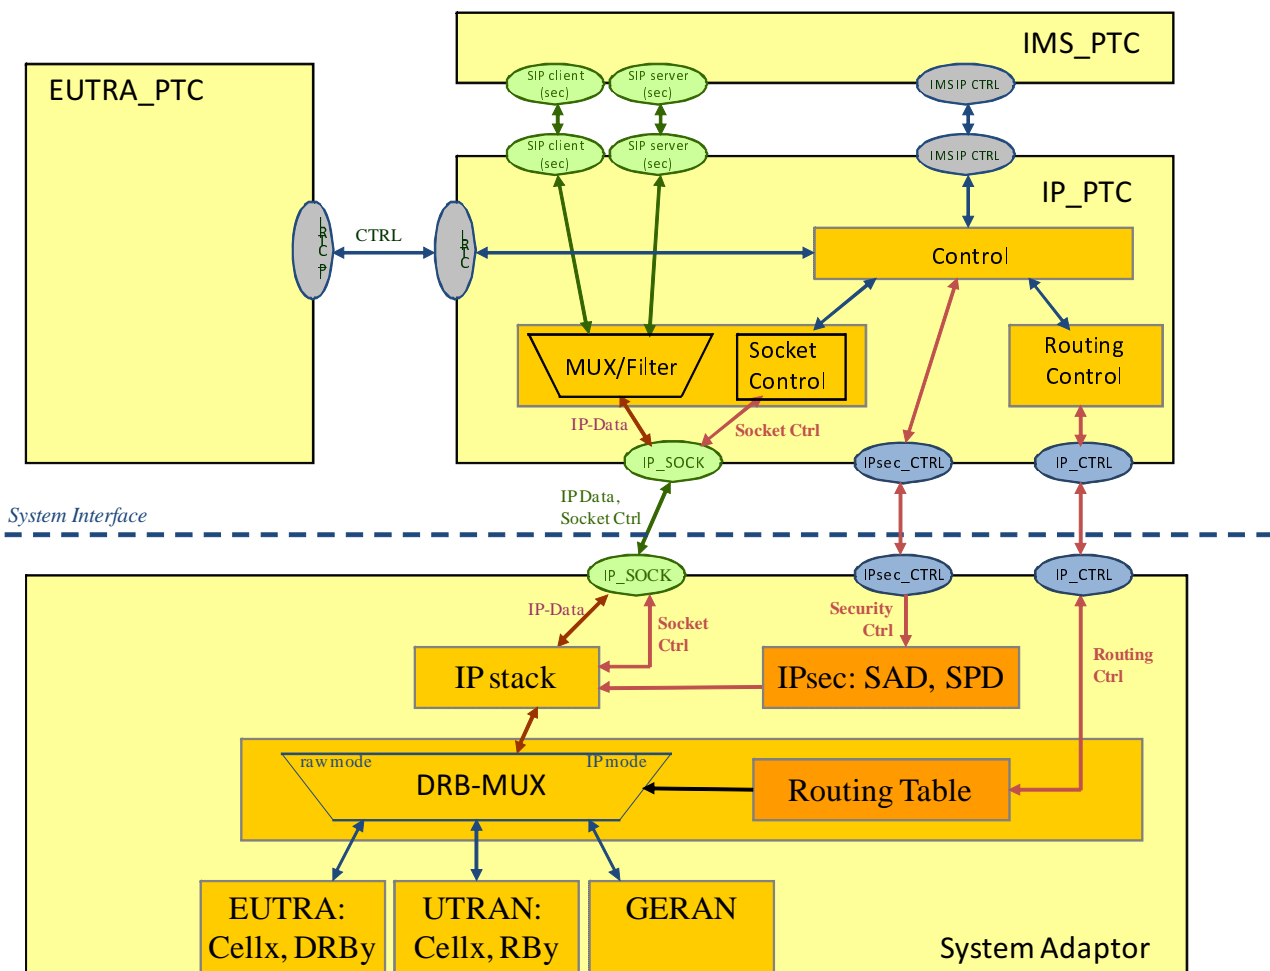 IMS_PTC
EUTRA_PTC
SIP client
(sec)
SIP server
(sec)
IMSIP CTRL
SIP client
(sec)
SIP server
(sec)
IMSIP CTRL
IP_PTC
CTRL
Control
MUX/Filter
Socket
Control
Routing
Control
IP-Data
Socket Ctrl
IP_SOCK
IPsec_CTRL
IP_CTRL
IP Data,
Socket Ctrl
System Interface
IP_SOCK
IPsec_CTRL
IP_CTRL
IP-Data
Socket
Ctrl
Security
Ctrl
Routing
Ctrl
IP stack
IPsec: SAD, SPD
raw mode
IP mode
DRB-MUX
Routing Table
EUTRA:
Cellx, DRBy
UTRAN:
Cellx, RBy
GERAN
System Adaptor